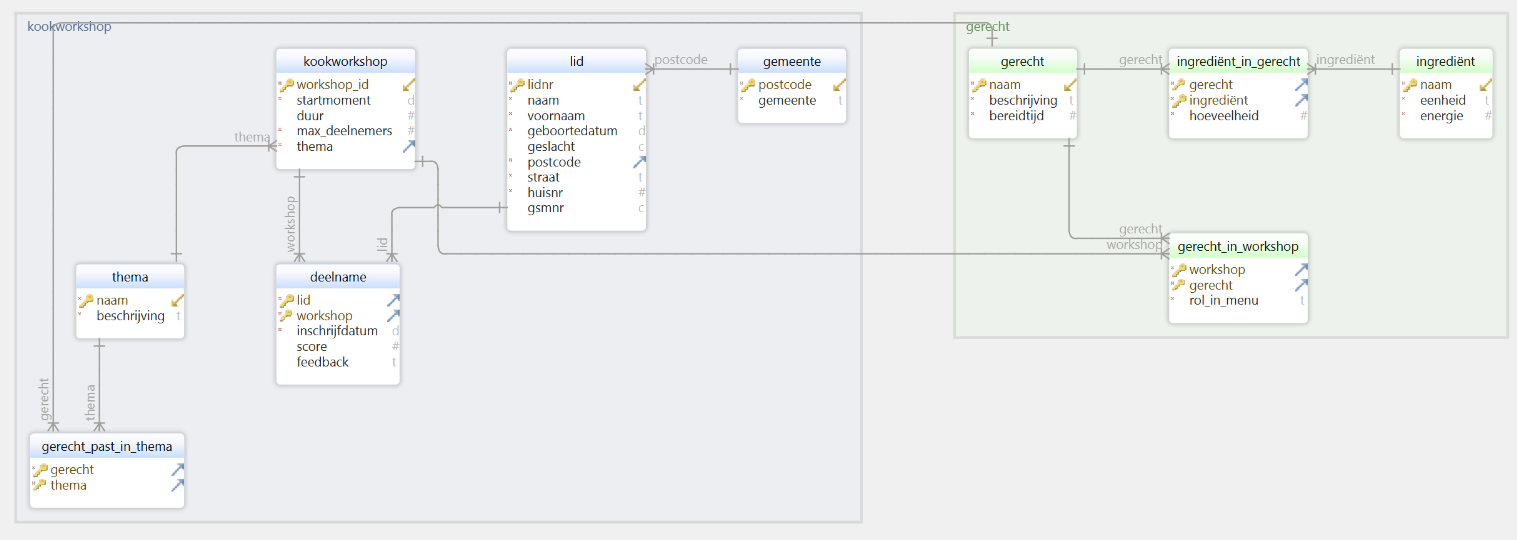 kookworkshop
kookworkshop
workshop_id
startmoment d
duur #
max_deelnemers #
thema
lid
lidnr
naam t
voornaam t
geboortedatum d
geslacht c
postcode
straat t
huisnr #
gsmnr c
postcode
gemeente
postcode
gemeente t
thema
workshop
lid
thema
naam
beschrijving t
deelname
lid
workshop
inschrijfdatum d
score #
feedback t
gerecht
thema
gerecht_past_in_thema
gerecht
thema
gerecht
gerecht
naam
beschrijving t
bereidtijd #
gerecht
ingrediënt_in_gerecht
gerecht
ingrediënt
hoeveelheid #
ingrediënt
ingrediënt
naam
eenheid t
energie #
gerecht
workshop
gerecht_in_workshop
workshop
gerecht
rol_in_menu t